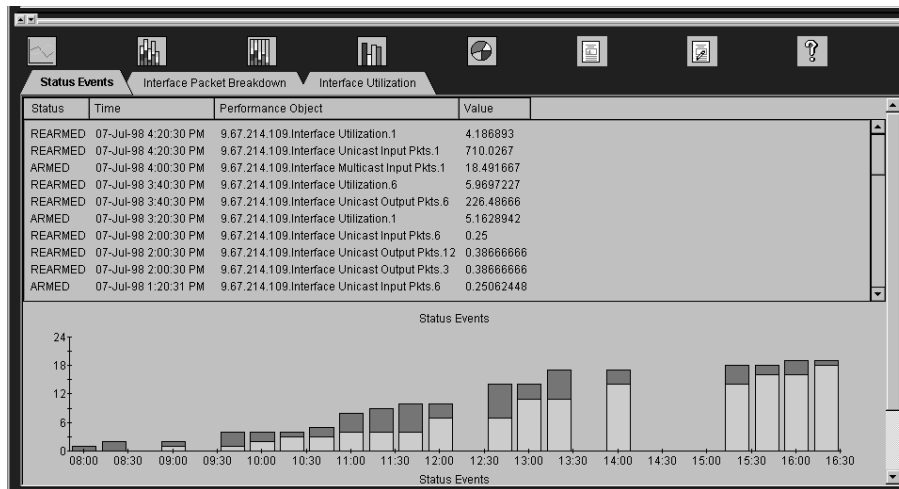 Status Events Interface Packet Breakdown Interface Utilization
Status Time Performance Object Value
REARMED 07-Jul-98 4:20:30 PM 9.67.214.109.Interface Utilization.1 4.186893
REARMED 07-Jul-98 4:20:30 PM 9.67.214.109.Interface Unicast Input Pkts.1 710.0267
ARMED 07-Jul-98 4:00:30 PM 9.67.214.109.Interface Multicast Input Pkts.1 18.491667
REARMED 07-Jul-98 3:40:30 PM 9.67.214.109.Interface Utilization.6 5.9697227
REARMED 07-Jul-98 3:40:30 PM 9.67.214.109.Interface Unicast Output Pkts.6 226.48666
ARMED 07-Jul-98 3:20:30 PM 9.67.214.109.Interface Utilization.1 5.1628942
REARMED 07-Jul-98 2:00:30 PM 9.67.214.109.Interface Unicast Input Pkts.6 0.25
REARMED 07-Jul-98 2:00:30 PM 9.67.214.109.Interface Unicast Output Pkts.12 0.38666666
REARMED 07-Jul-98 2:00:30 PM 9.67.214.109.Interface Unicast Output Pkts.3 0.38666666
ARMED 07-Jul-98 1:20:31 PM 9.67.214.109.Interface Unicast Input Pkts.6 0.25062448
Status Events
24
18
12
6
0
08:00 08:30 09:00 09:30 10:00 10:30 11:00 11:30 12:00 12:30 13:00 13:30 14:00 14:30 15:00 15:30 16:00 16:30
Status Events